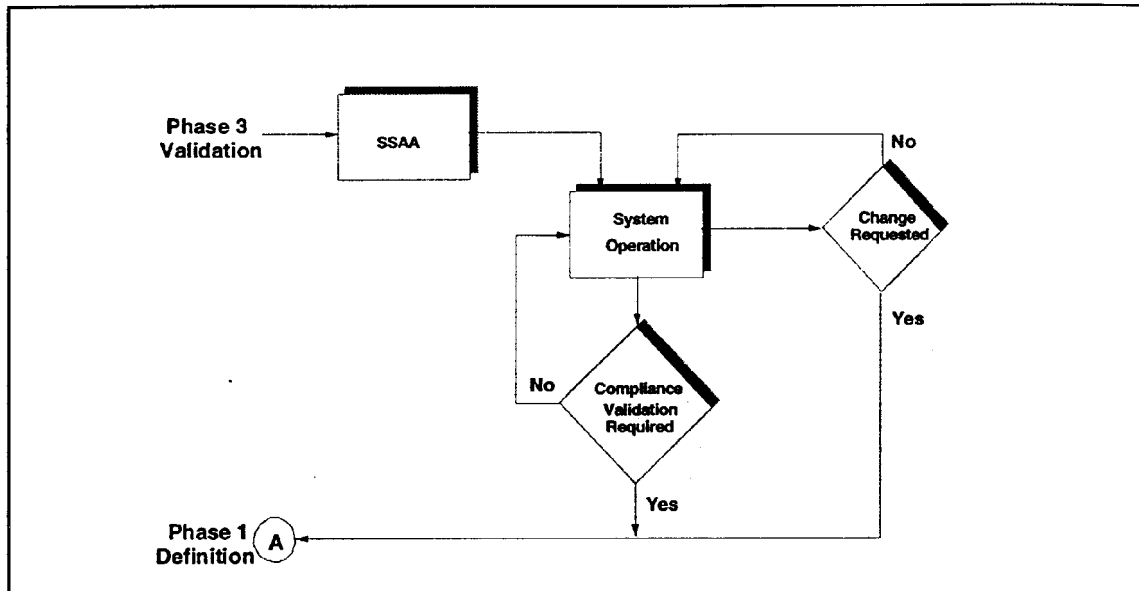 Phase 3
Validation
SSAA
No
System
Operation
Change
Requested
Yes
No
Compliance
Validation
Required
Yes
Phase 1
Definition
A